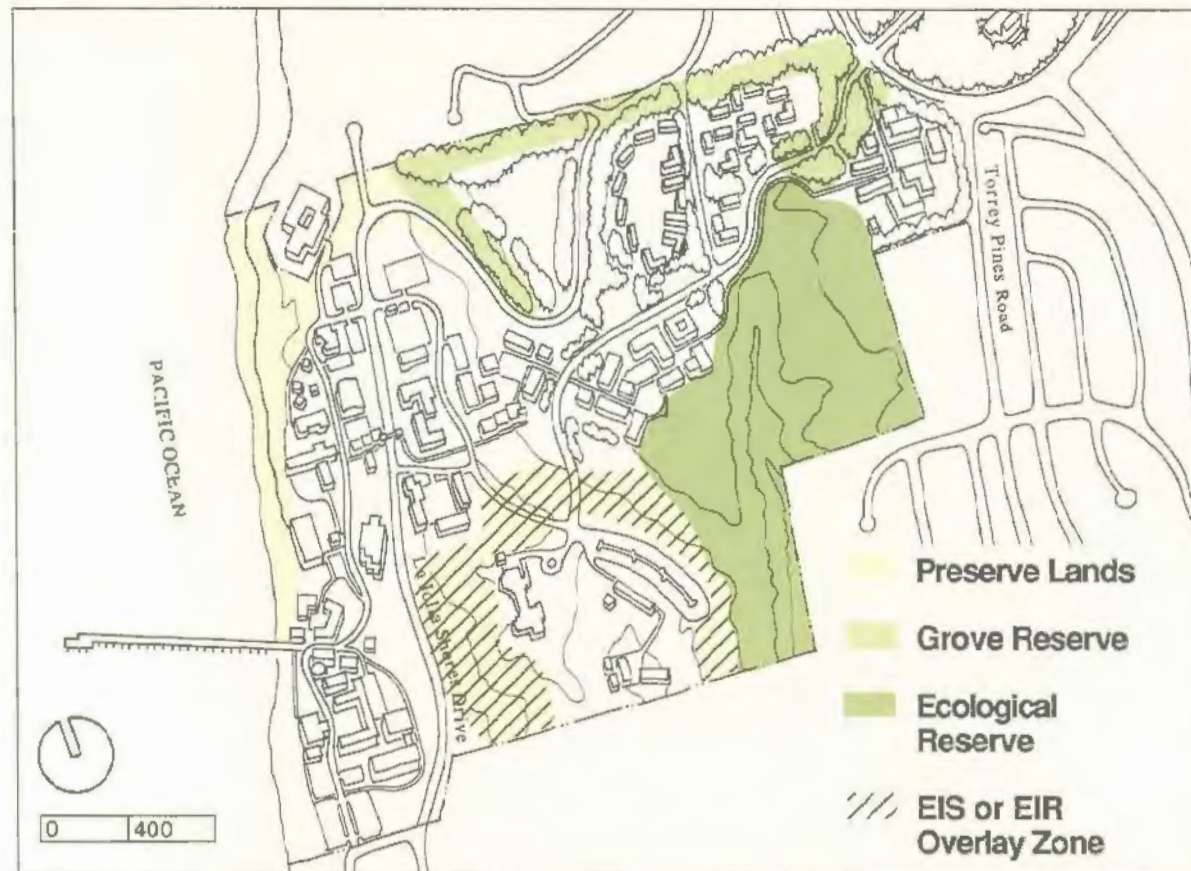 Torrey Pines Road
PACIFIC OCEAN
La Jolla Shores Drive
Preserve Lands
Grove Reserve
Ecological
Reserve
EIS or EIR
Overlay Zone
0 400